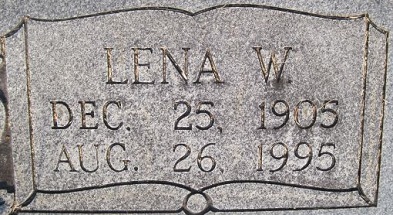 LENA W.
DEC. 25, 1905
AUG. 26, 1995